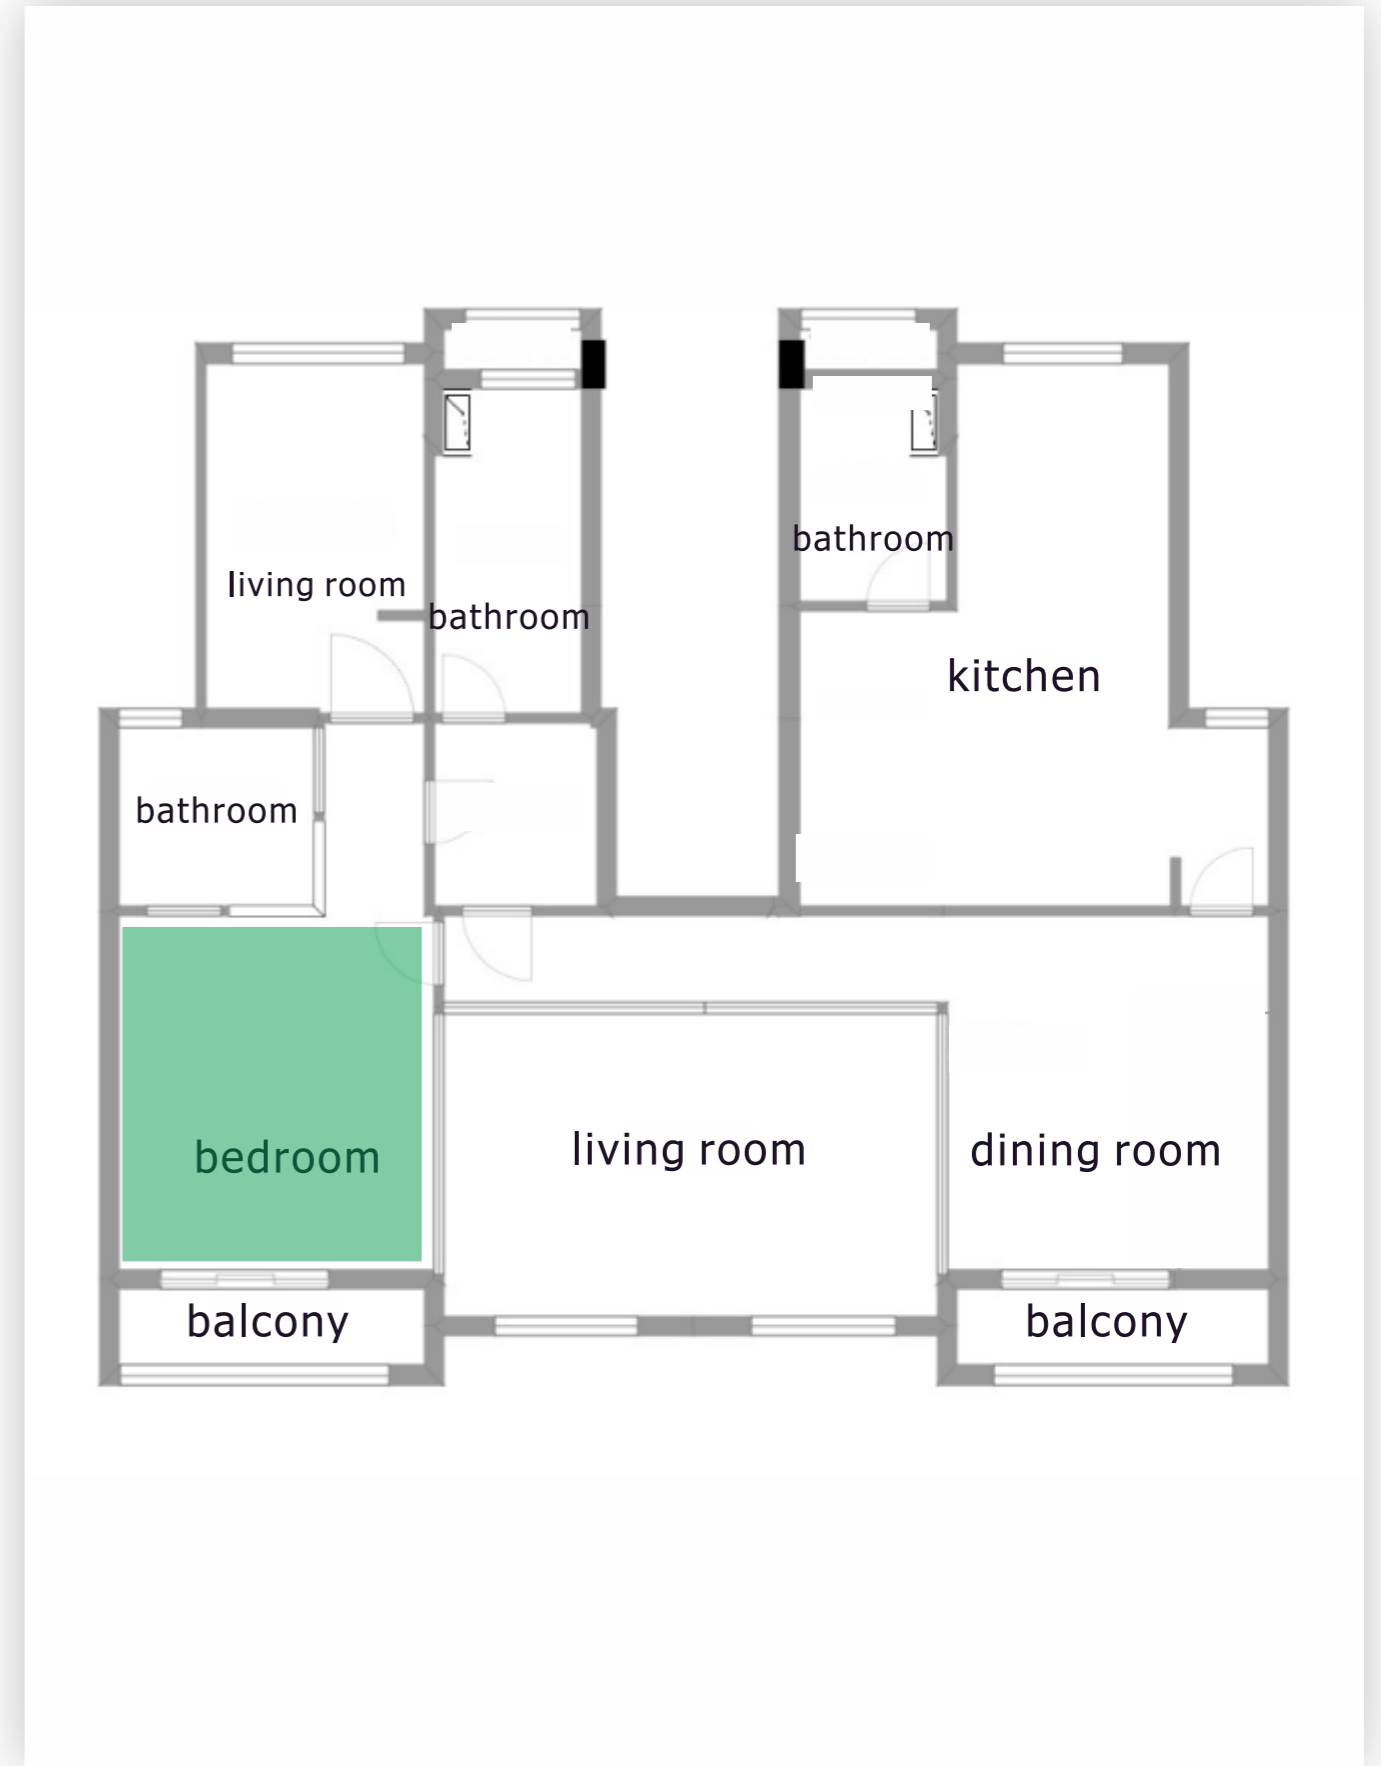 bathroom
living room
bathroom
kitchen
bathroom
bedroom
living room
dining room
balcony
balcony